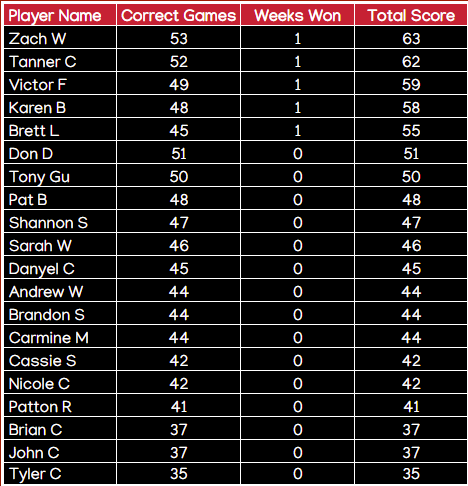 Player Name Correct Games Weeks Won Total Score
Zach W 53 1 63
Tanner C 52 1 62
Victor F 49 1 59
Karen B 48 1 58
Brett L 45 1 55
Don D 51 0 51
Tony Gu 50 0 50
Pat B 48 0 48
Shannon S 47 0 47
Sarah W 46 0 46
Danyel C 45 0 45
Andrew W 44 0 44
Brandon S 44 0 44
Carmine M 44 0 44
Cassie S 42 0 42
Nicole C 42 0 42
Patton R 41 0 41
Brian C 37 0 37
John C 37 0 37
Tyler C 35 0 35